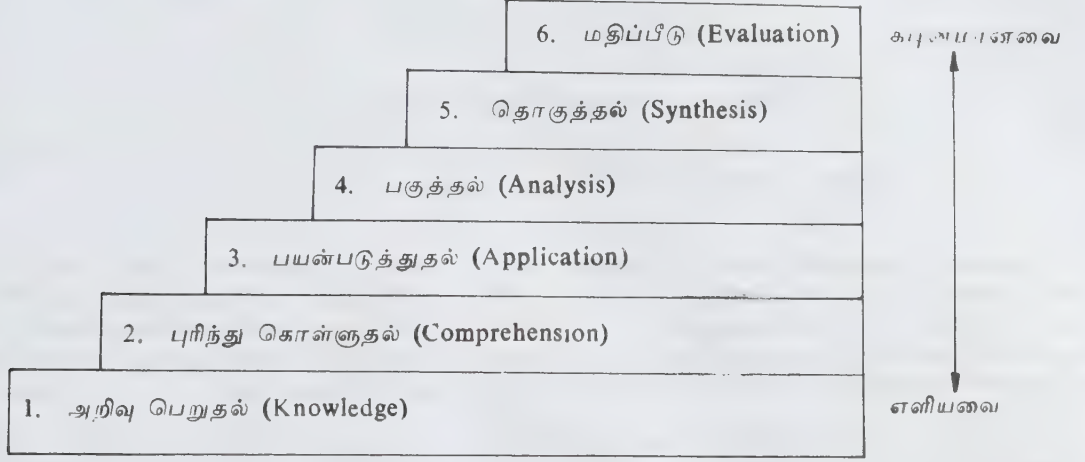 6. மதிப்பீடு (Evaluation)
5. தொகுத்தல் (Synthesis)
4. பகுத்தல் (Analysis)
3. பயன்படுத்துதல் (Application)
2. புரிந்து கொள்ளுதல் (Comprehension)
1. அறிவு பெறுதல் (Knowledge)
எளியவை